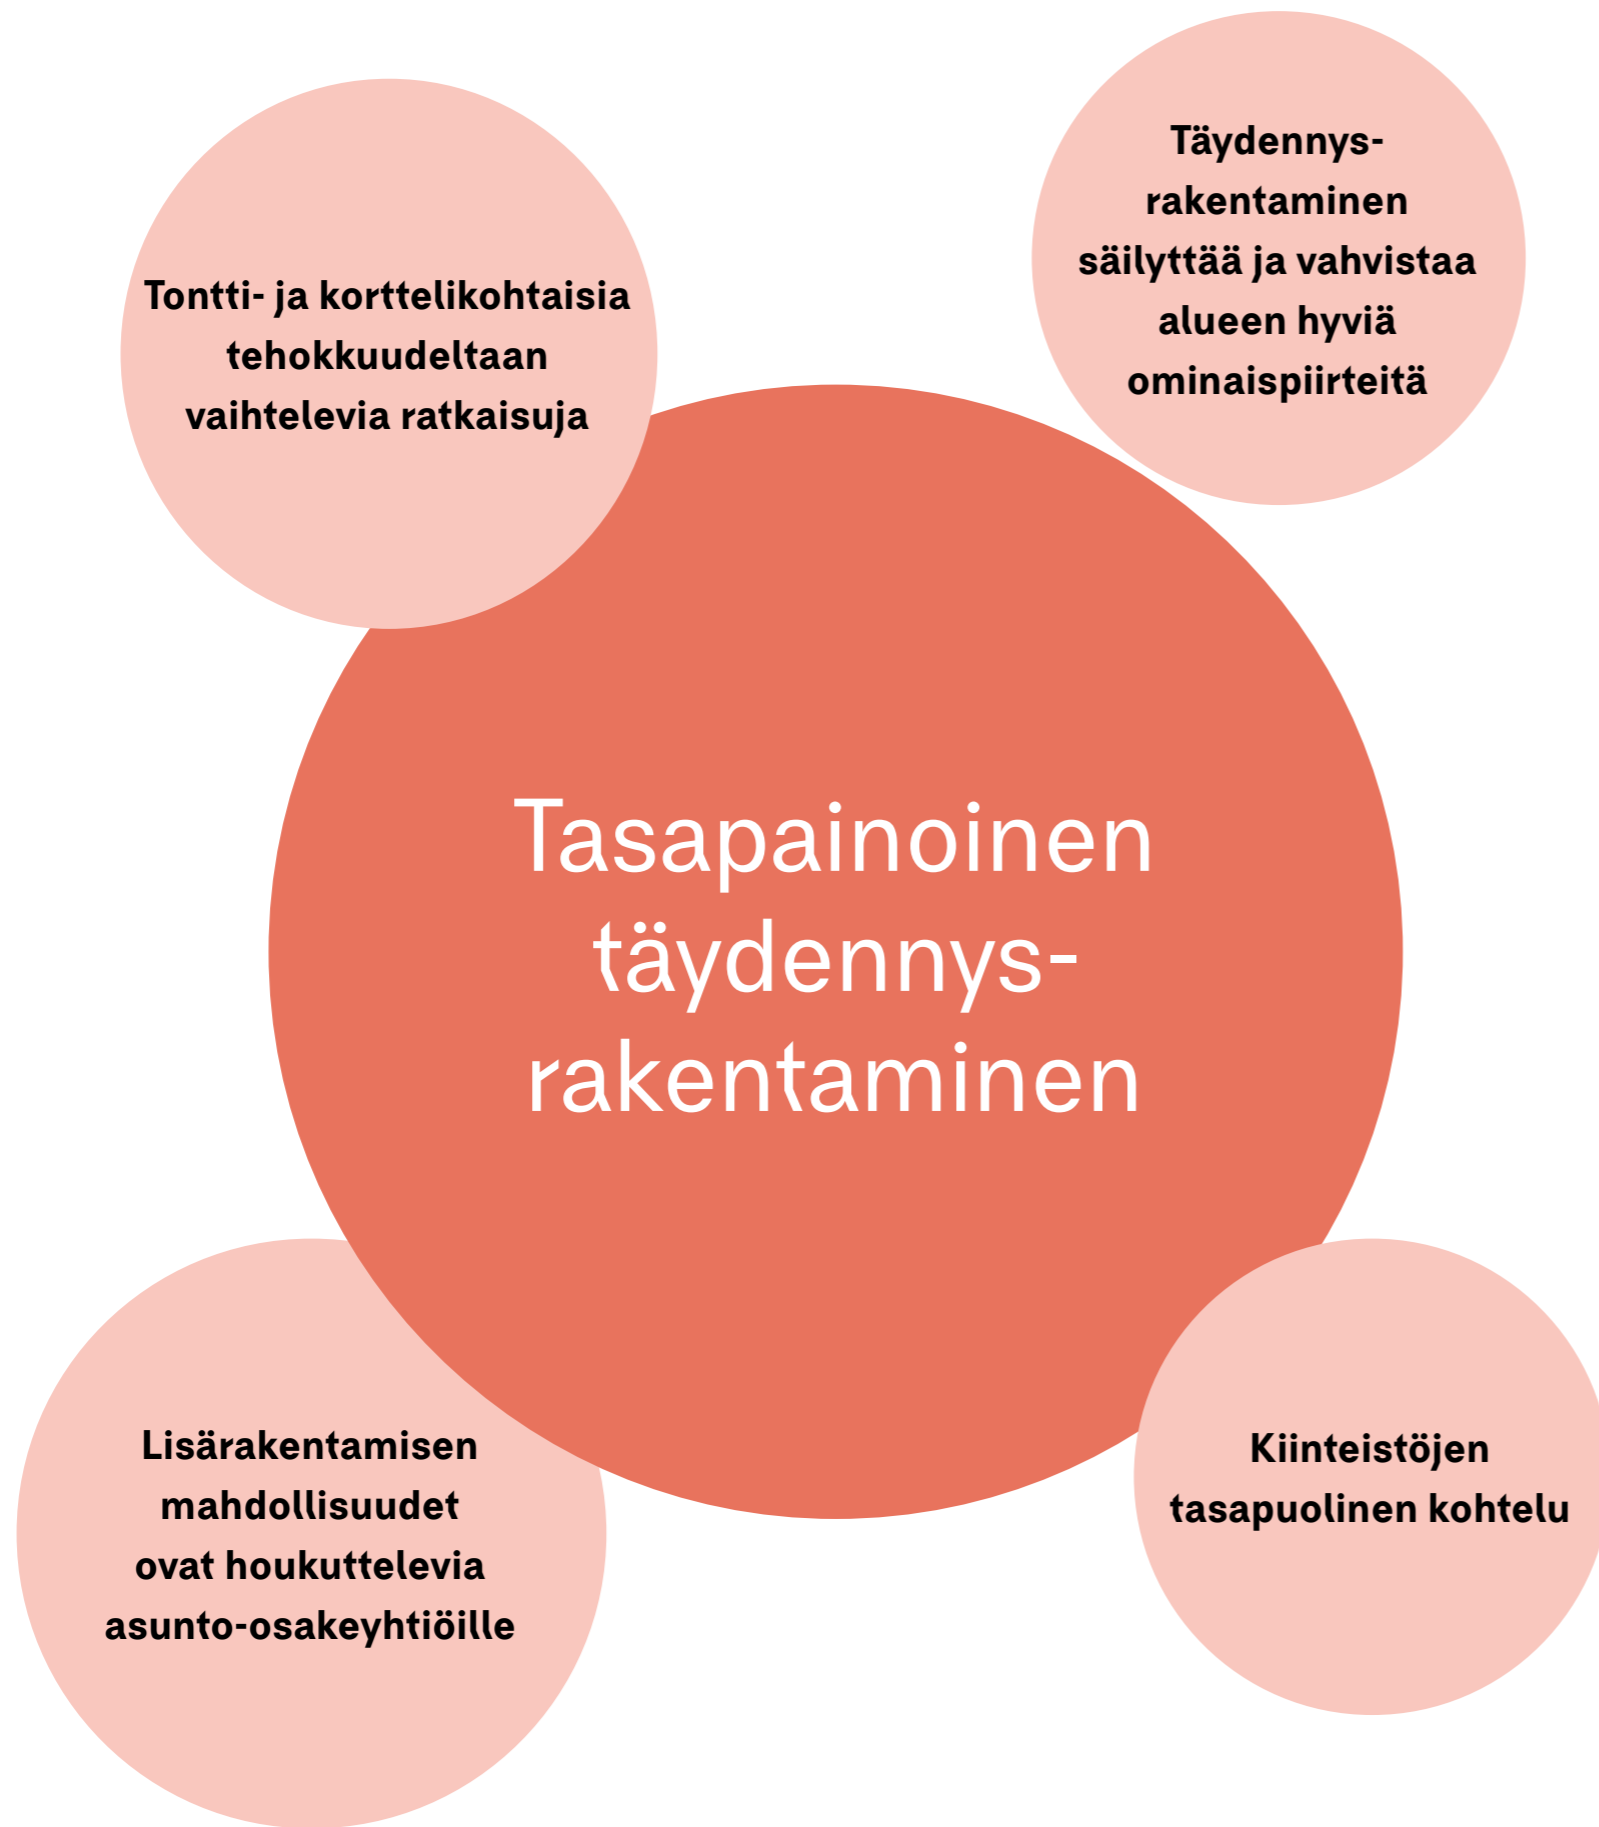 Tontti- ja korttelikohtaisia
tehokkuudeltaan
vaihtelevia ratkaisuja
Täydennys-
rakentaminen
säilyttää ja vahvistaa
alueen hyviä
ominaispiirteitä
Tasapainoinen
täydennys-
rakentaminen
Lisärakentamisen
mahdollisuudet
ovat houkuttelevia
asunto-osakeyhtiöille
Kiinteistöjen
tasapuolinen kohtelu